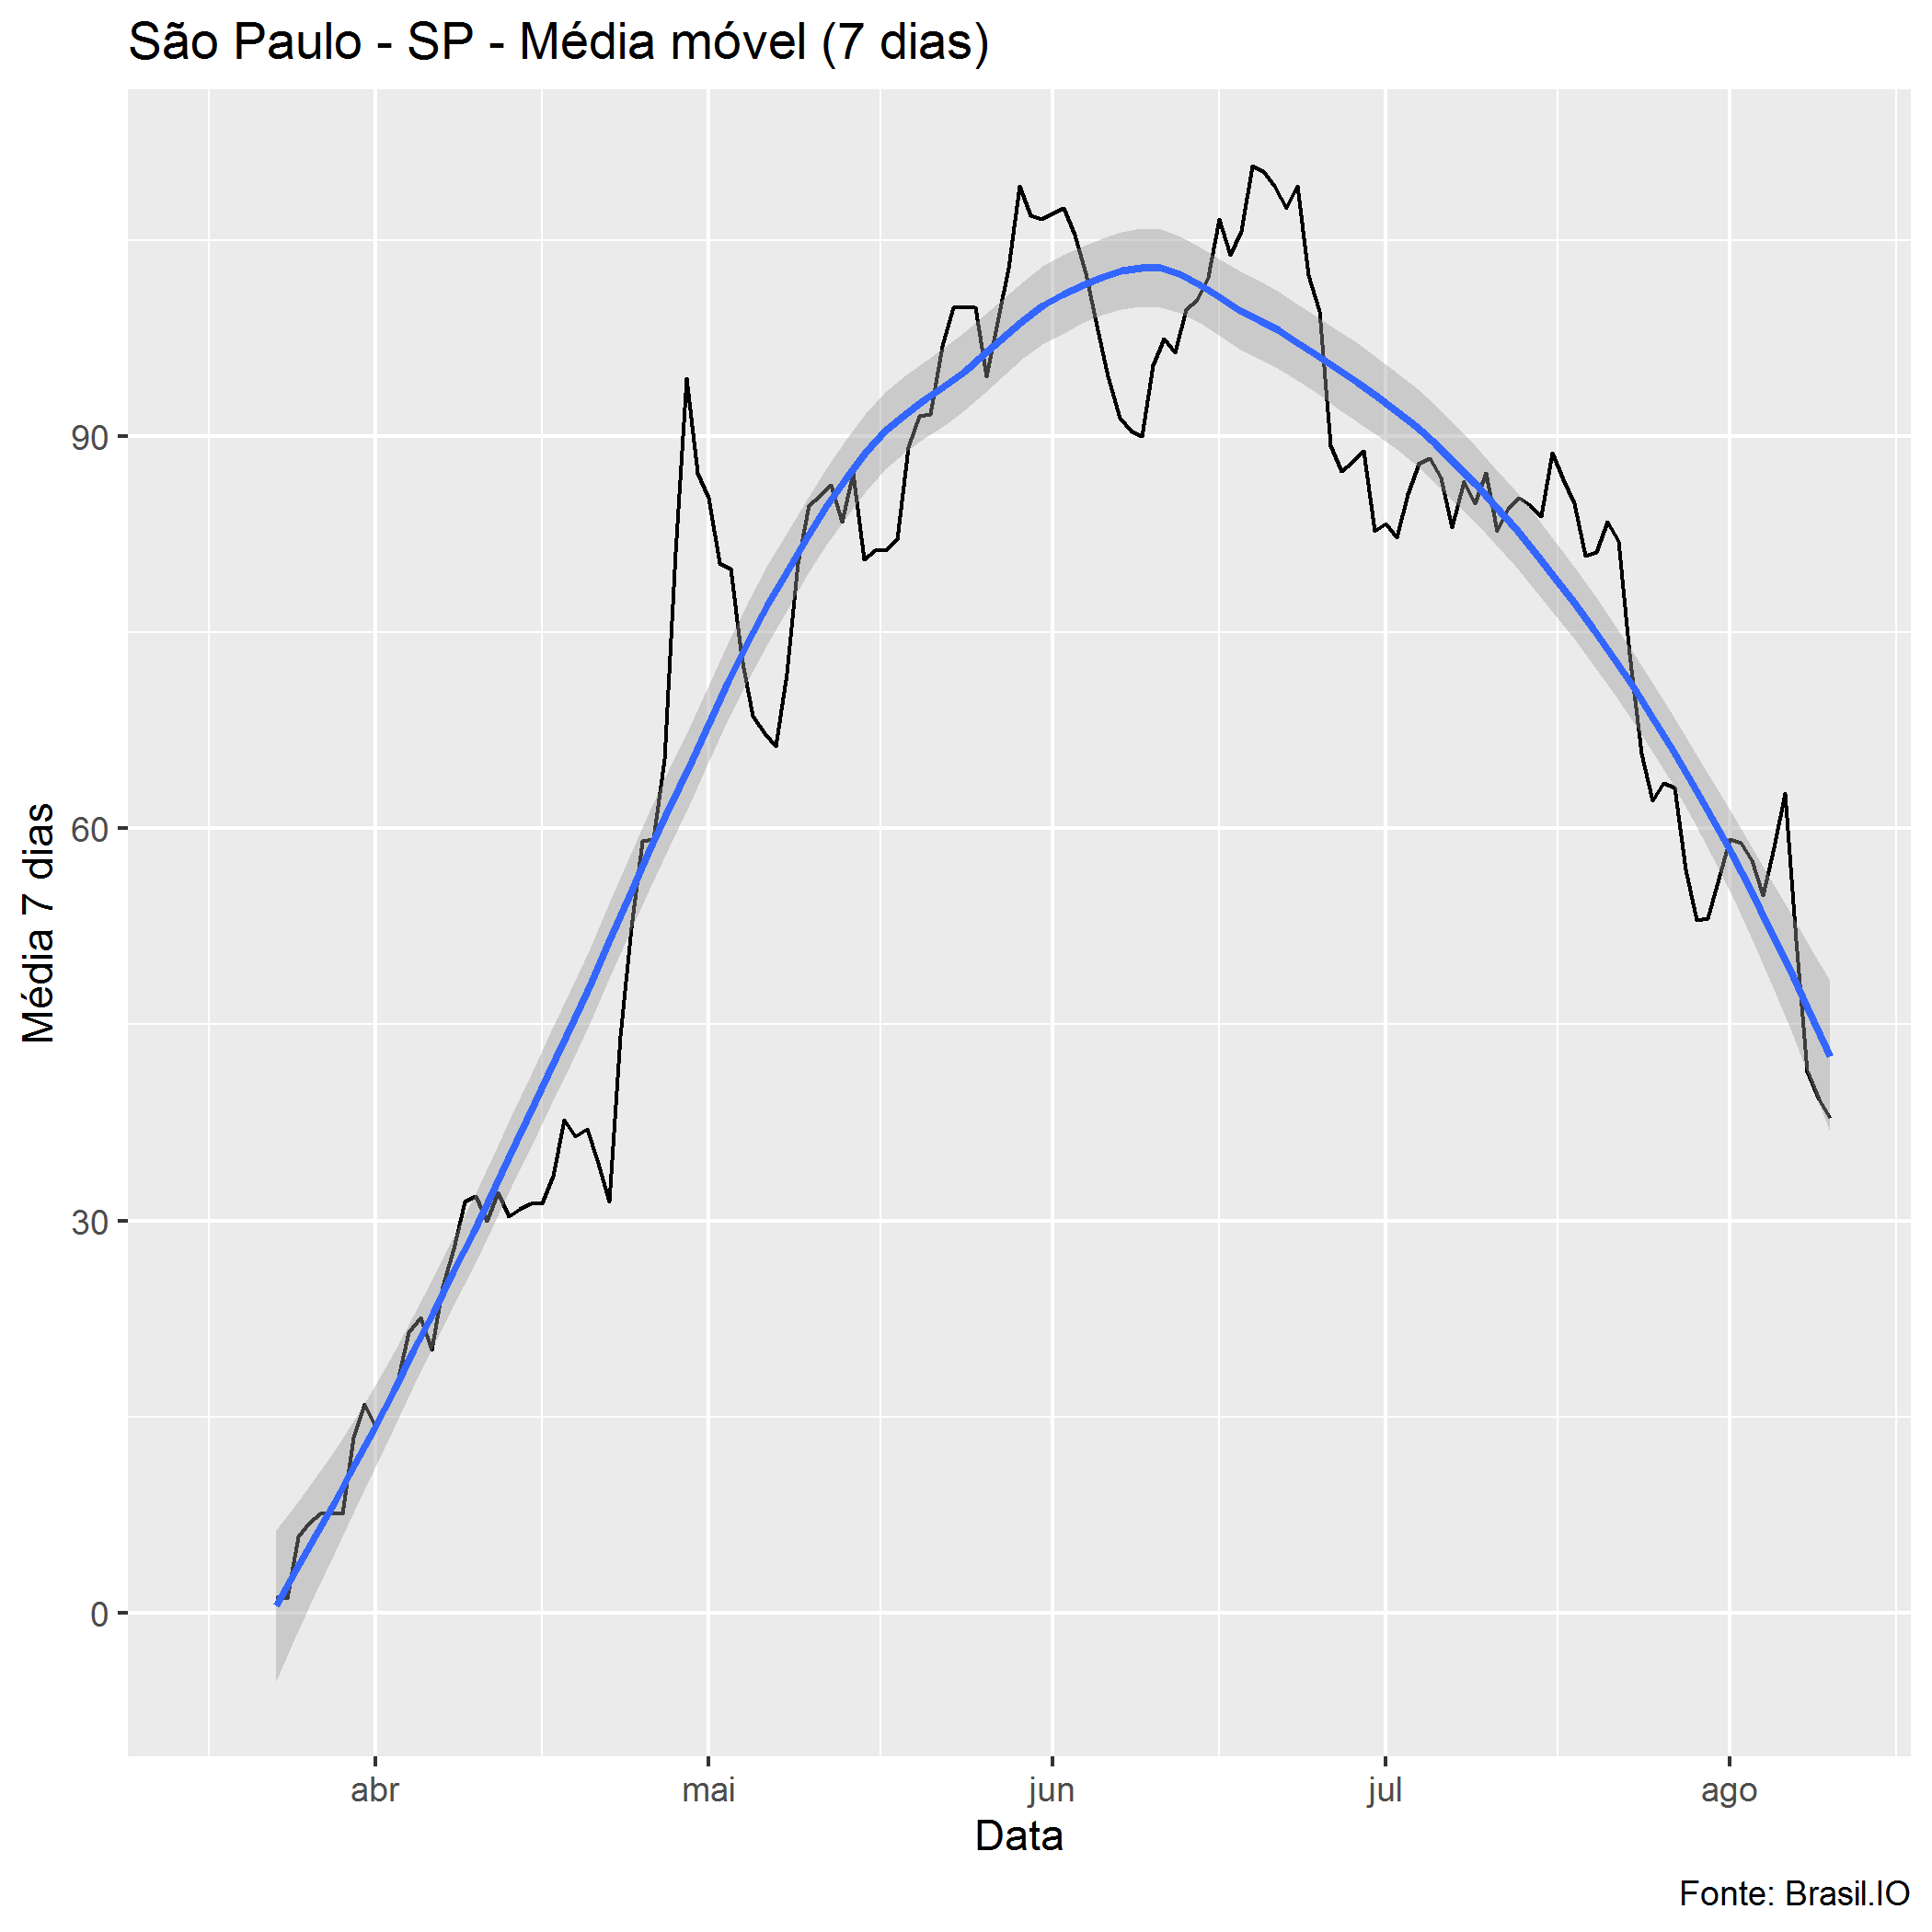 São Paulo - SP - Média móvel (7 dias)
Média 7 dias
90
60
30
0
abr
mai
jun
jul
ago
Data
Fonte: Brasil.IO